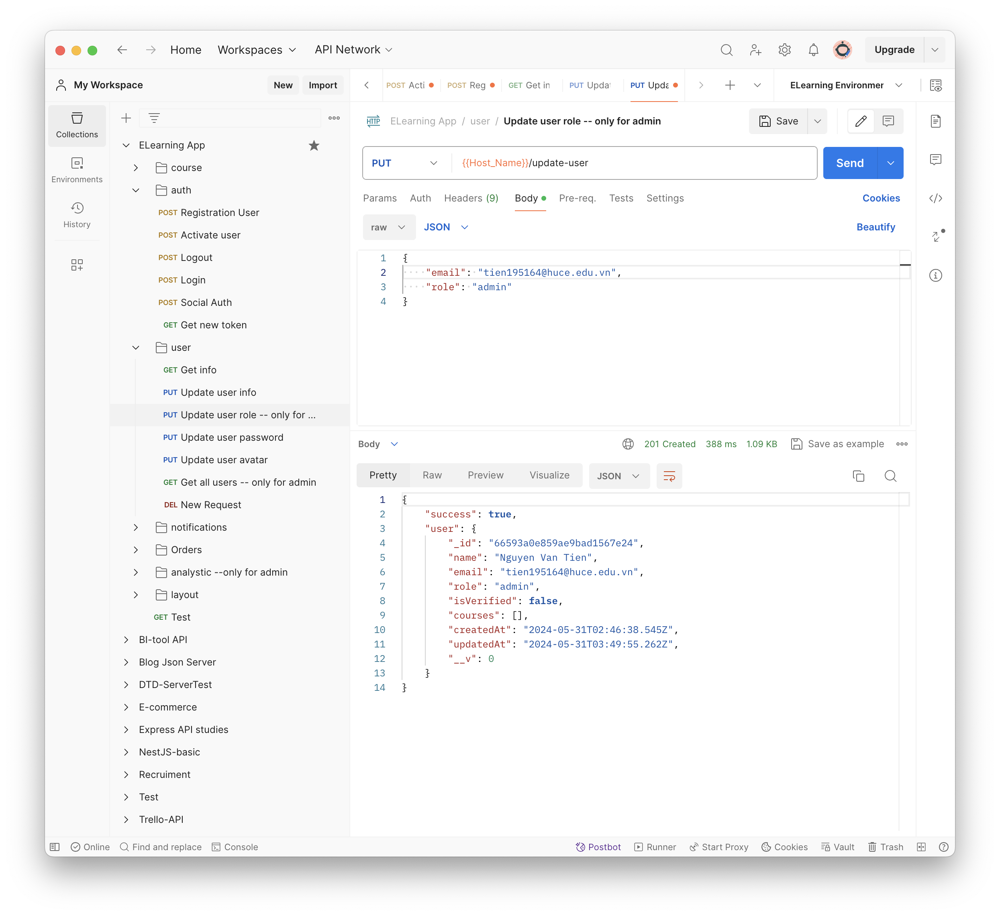 Home Workspaces API Network Upgrade
My Workspace New Import
POST Acti POST Reg GET Get in PUT Updat PUT Upda ELearning Environmer
Collections
Environments
History
ELearning App
course
auth
POST Registration User
POST Activate user
POST Logout
POST Login
POST Social Auth
GET Get new token
user
GET Get info
PUT Update user info
PUT Update user role -- only for ...
PUT Update user password
PUT Update user avatar
GET Get all users -- only for admin
DEL New Request
notifications
Orders
analystic --only for admin
layout
GET Test
BI-tool API
Blog Json Server
DTD-ServerTest
E-commerce
Express API studies
NestJS-basic
Recruiment
Test
Trello-API
HTTP ELearning App / user / Update user role -- only for admin Save
PUT {{Host_Name}}/update-user Send
Params Auth Headers (9) Body Pre-req. Tests Settings Cookies
raw JSON Beautify
1 {
2 "email": "tien195164@huce.edu.vn",
3 "role": "admin"
4 }
Body 201 Created 388 ms 1.09 KB Save as example
Pretty Raw Preview Visualize JSON
1 {
2 "success": true,
3 "user": {
4 "_id": "66593a0e859ae9bad1567e24",
5 "name": "Nguyen Van Tien",
6 "email": "tien195164@huce.edu.vn",
7 "role": "admin",
8 "isVerified": false,
9 "courses": [],
10 "createdAt": "2024-05-31T02:46:38.545Z",
11 "updatedAt": "2024-05-31T03:49:55.262Z",
12 "__v": 0
13 }
14 }
Online Find and replace Console Postbot Runner Start Proxy Cookies Vault Trash